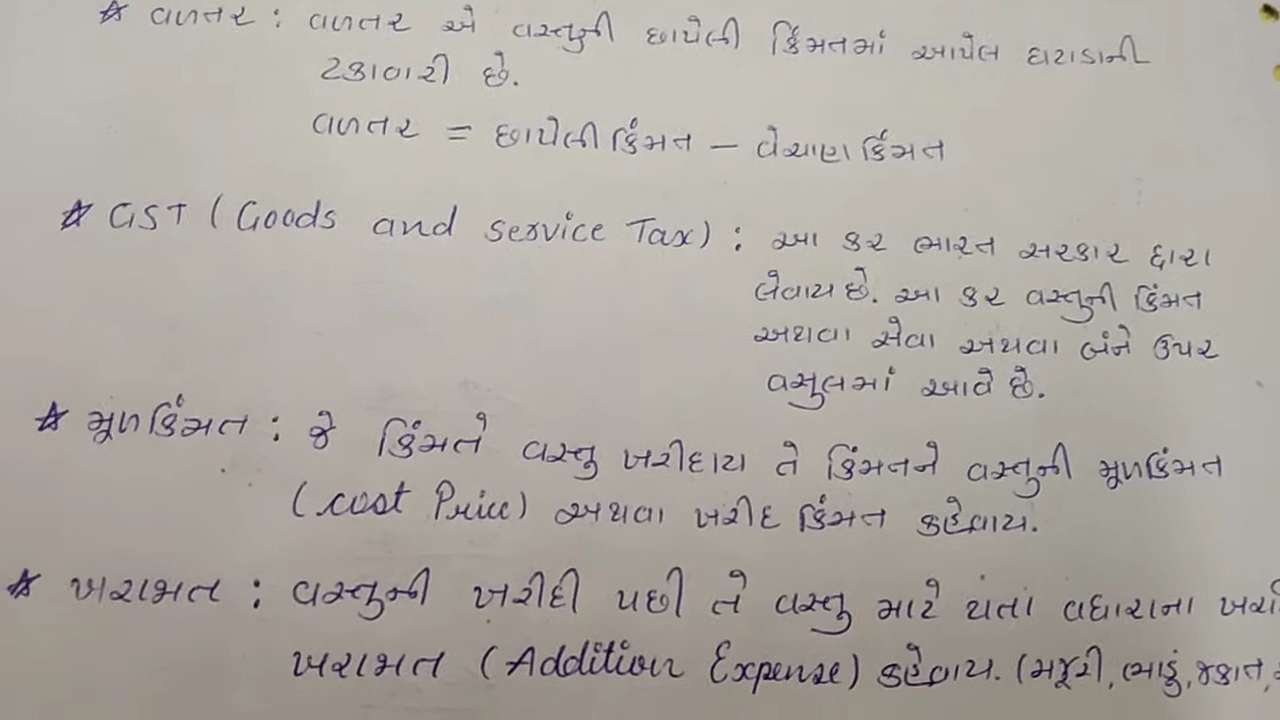 ☆ વળતર : વળતર એ વસ્તુની છાપેલી કિંમતમાં આપેલ ઘટાડાની
ટકાવારી છે.
વળતર = છાપેલી કિંમત – વેચાણ કિંમત
☆ GST (Goods and service Tax) : આ કર ભારત સરકાર દ્વારા
લેવાય છે. આ કર વસ્તુની કિંમત
અથવા સેવા અથવા બંને ઉપર
વસુલમાં આવે છે.
☆ મૂળકિંમત : જે કિંમતે વસ્તુ ખરીદાય તે કિંમતને વસ્તુની મૂળકિંમત
(cost Price) અથવા ખરીદ કિંમત કહેવાય.
☆ ખરાજાત : વસ્તુની ખરીદી પછી તે વસ્તુ માટે થતાં વધારાના
ખરાજાત (Addition Expense) કહેવાય. (મજૂરી, ભાડું, જકાત,